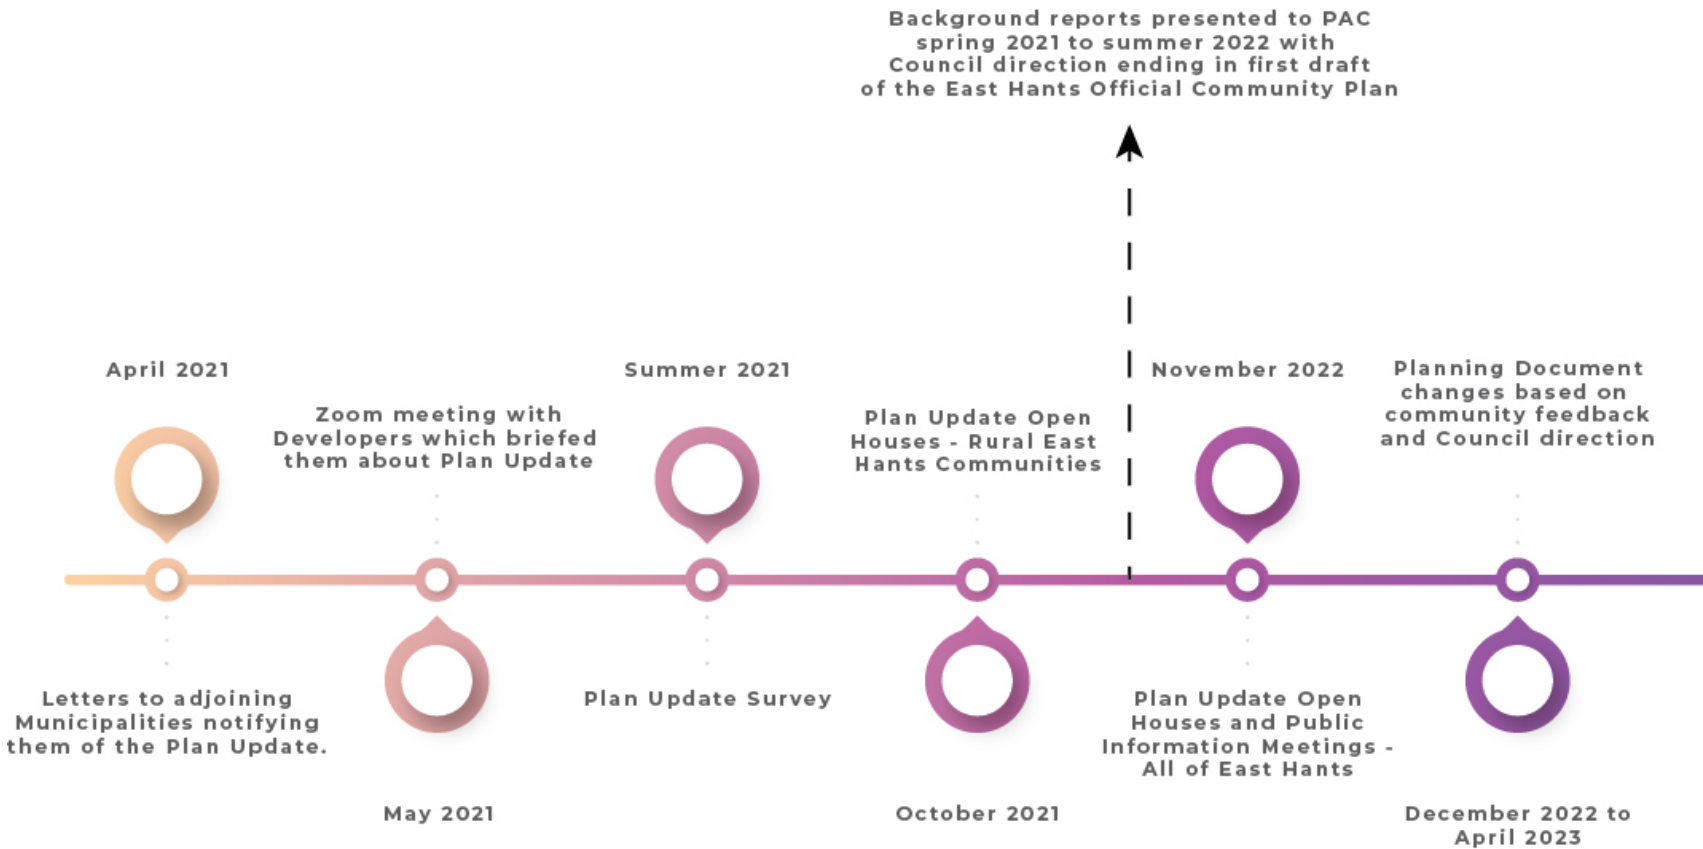 Background reports presented to PAC
spring 2021 to summer 2022 with
Council direction ending in first draft
of the East Hants Official Community Plan
April 2021
Letters to adjoining
Municipalities notifying
them of the Plan Update.
Zoom meeting with
Developers which briefed
them about Plan Update
May 2021
Summer 2021
Plan Update Survey
Plan Update Open
Houses - Rural East
Hants Communities
October 2021
November 2022
Plan Update Open
Houses and Public
Information Meetings -
All of East Hants
Planning Document
changes based on
community feedback
and Council direction
December 2022 to
April 2023